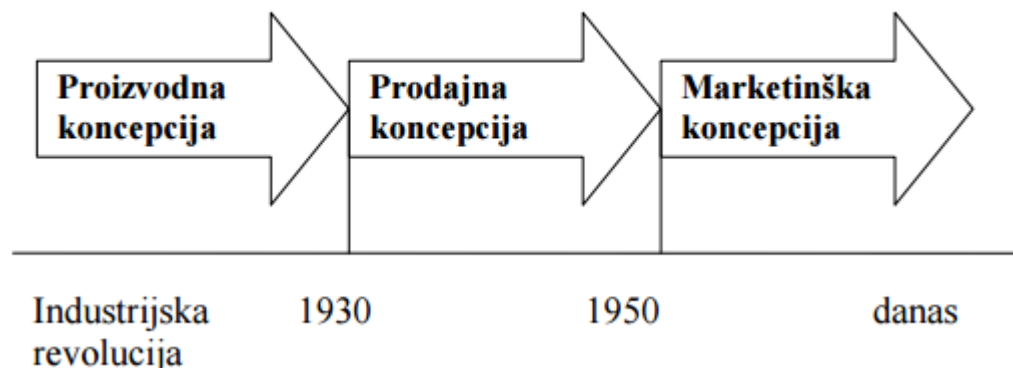 Proizvodna
koncepcija
Prodajna
koncepcija
Marketinška
koncepcija
Industrijska
revolucija
1930
1950
danas